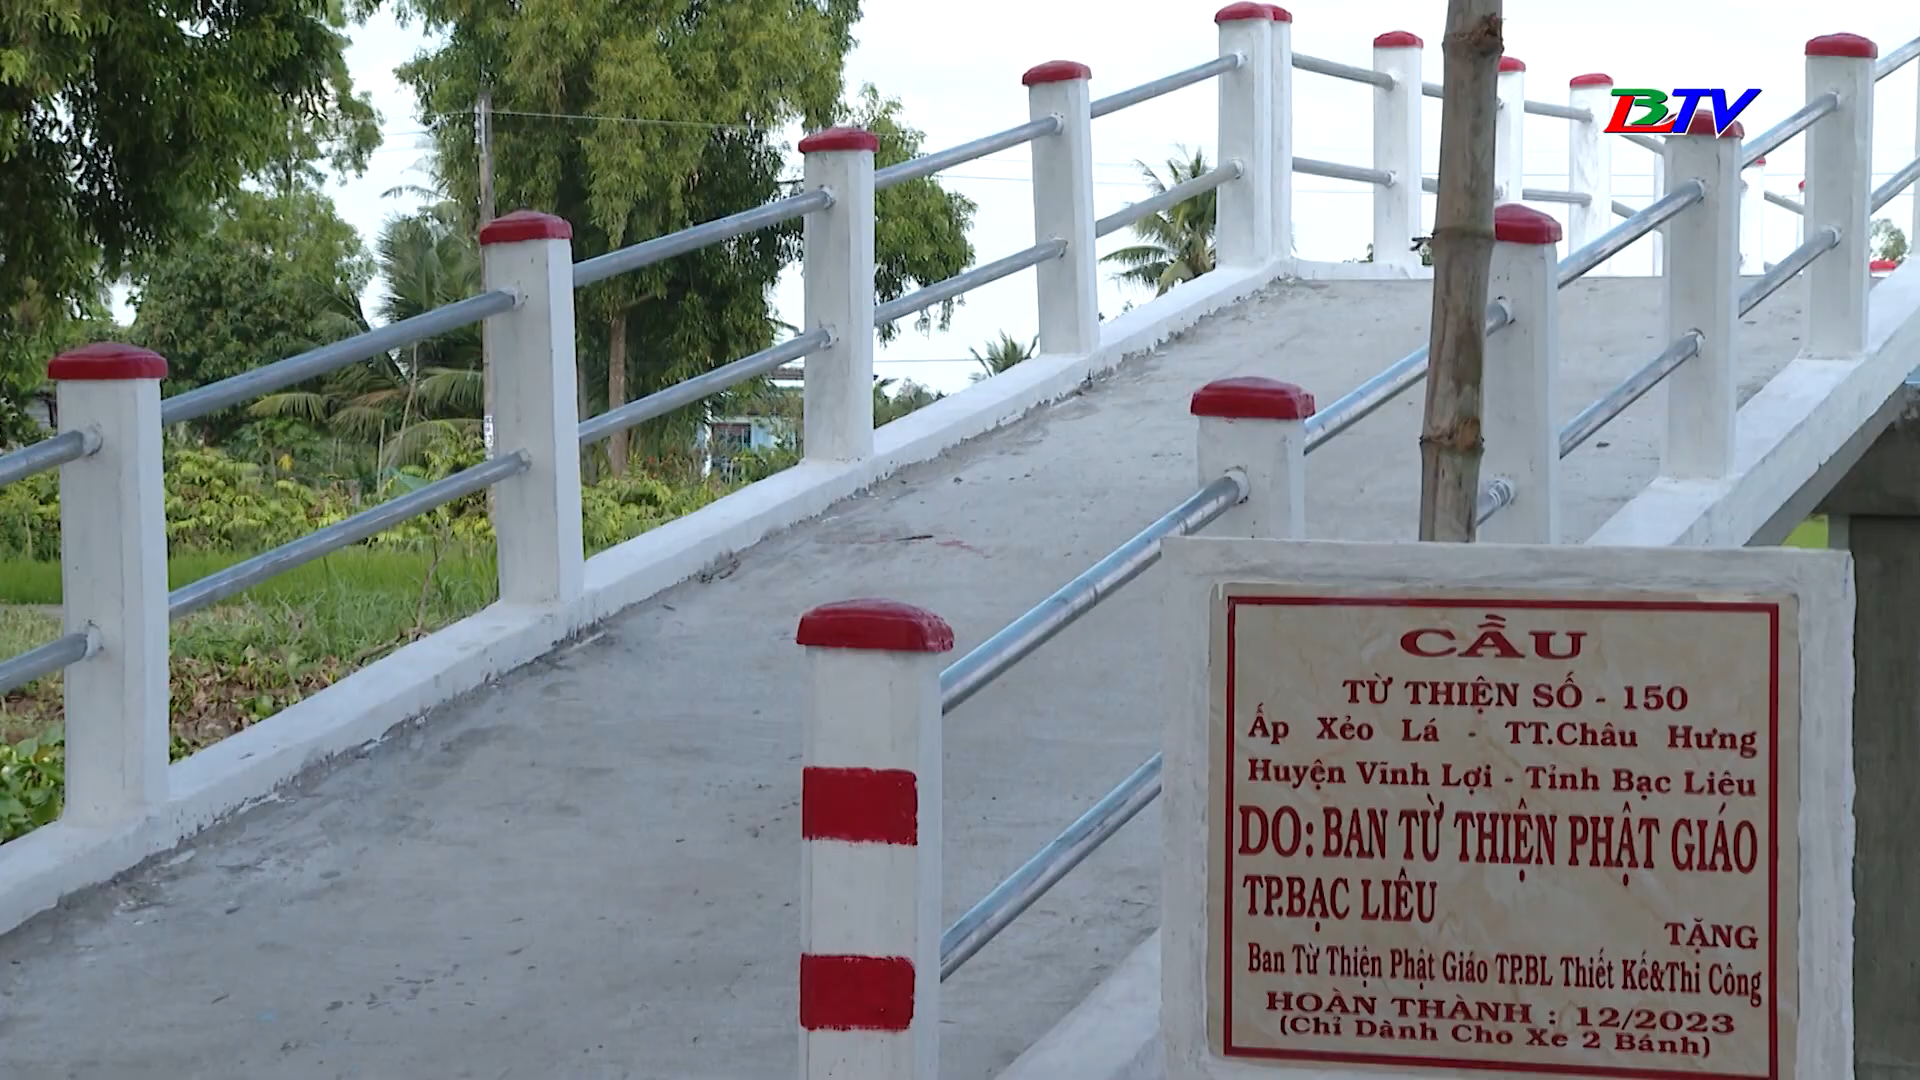 BTV
CẦU
TỪ THIỆN SỐ - 150
Ấp Xẻo Lá - TT.Châu Hưng
Huyện Vĩnh Lợi - Tỉnh Bạc Liêu
DO: BAN TỪ THIỆN PHẬT GIÁO
TP.BẠC LIÊU
TẶNG
Ban Từ Thiện Phật Giáo TP.BL Thiết Kế&Thi Công
HOÀN THÀNH : 12/2023
(Chỉ Dành Cho Xe 2 Bánh)